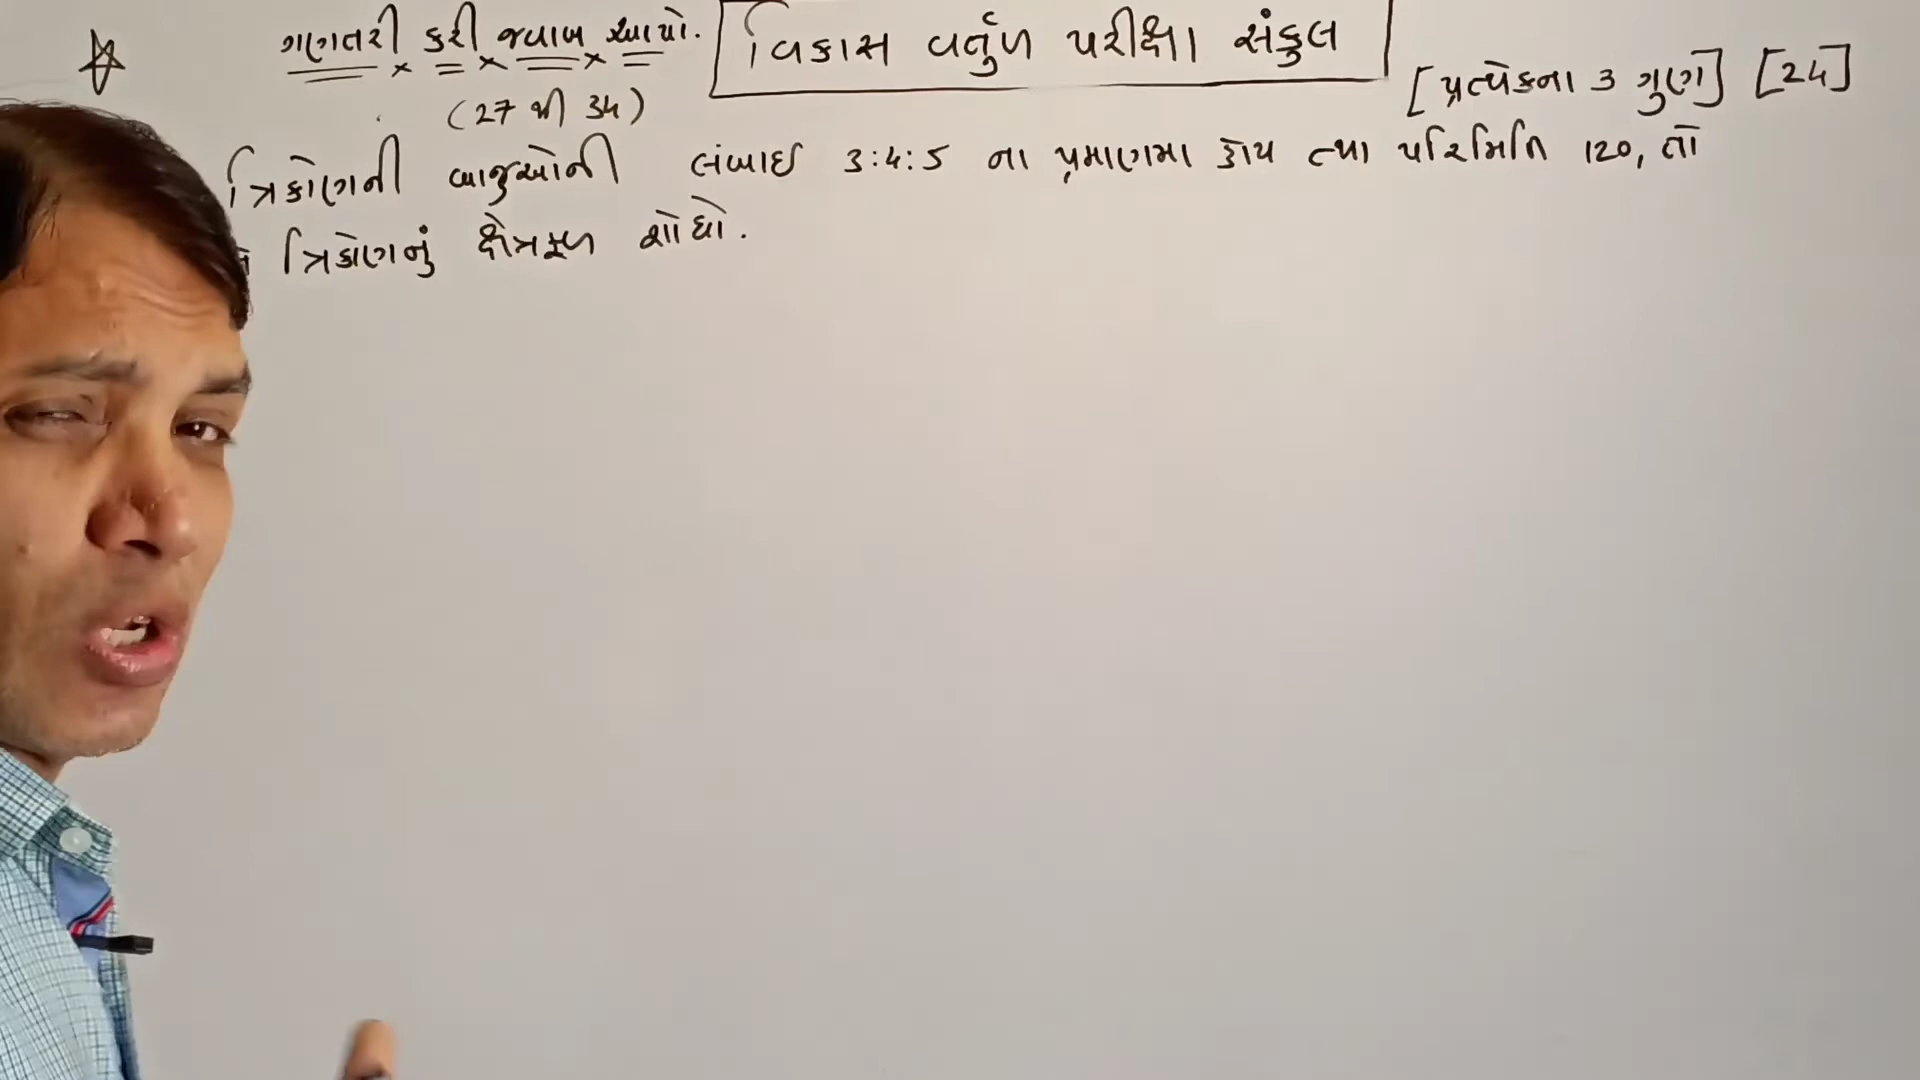 ગણતરી કરી જવાબ આપો.
(27 થી 34)
વિકાસ વર્તુળ પરીક્ષા સંકુલ
[પ્રત્યેકના 3 ગુણ] [24]
ત્રિકોણની બાજુઓની લંબાઇ 3:4:5 ના પ્રમાણમા હોય ત્યા પરિમિતિ 120, તો
ત્રિકોણનું ક્ષેત્રફળ શોધો.